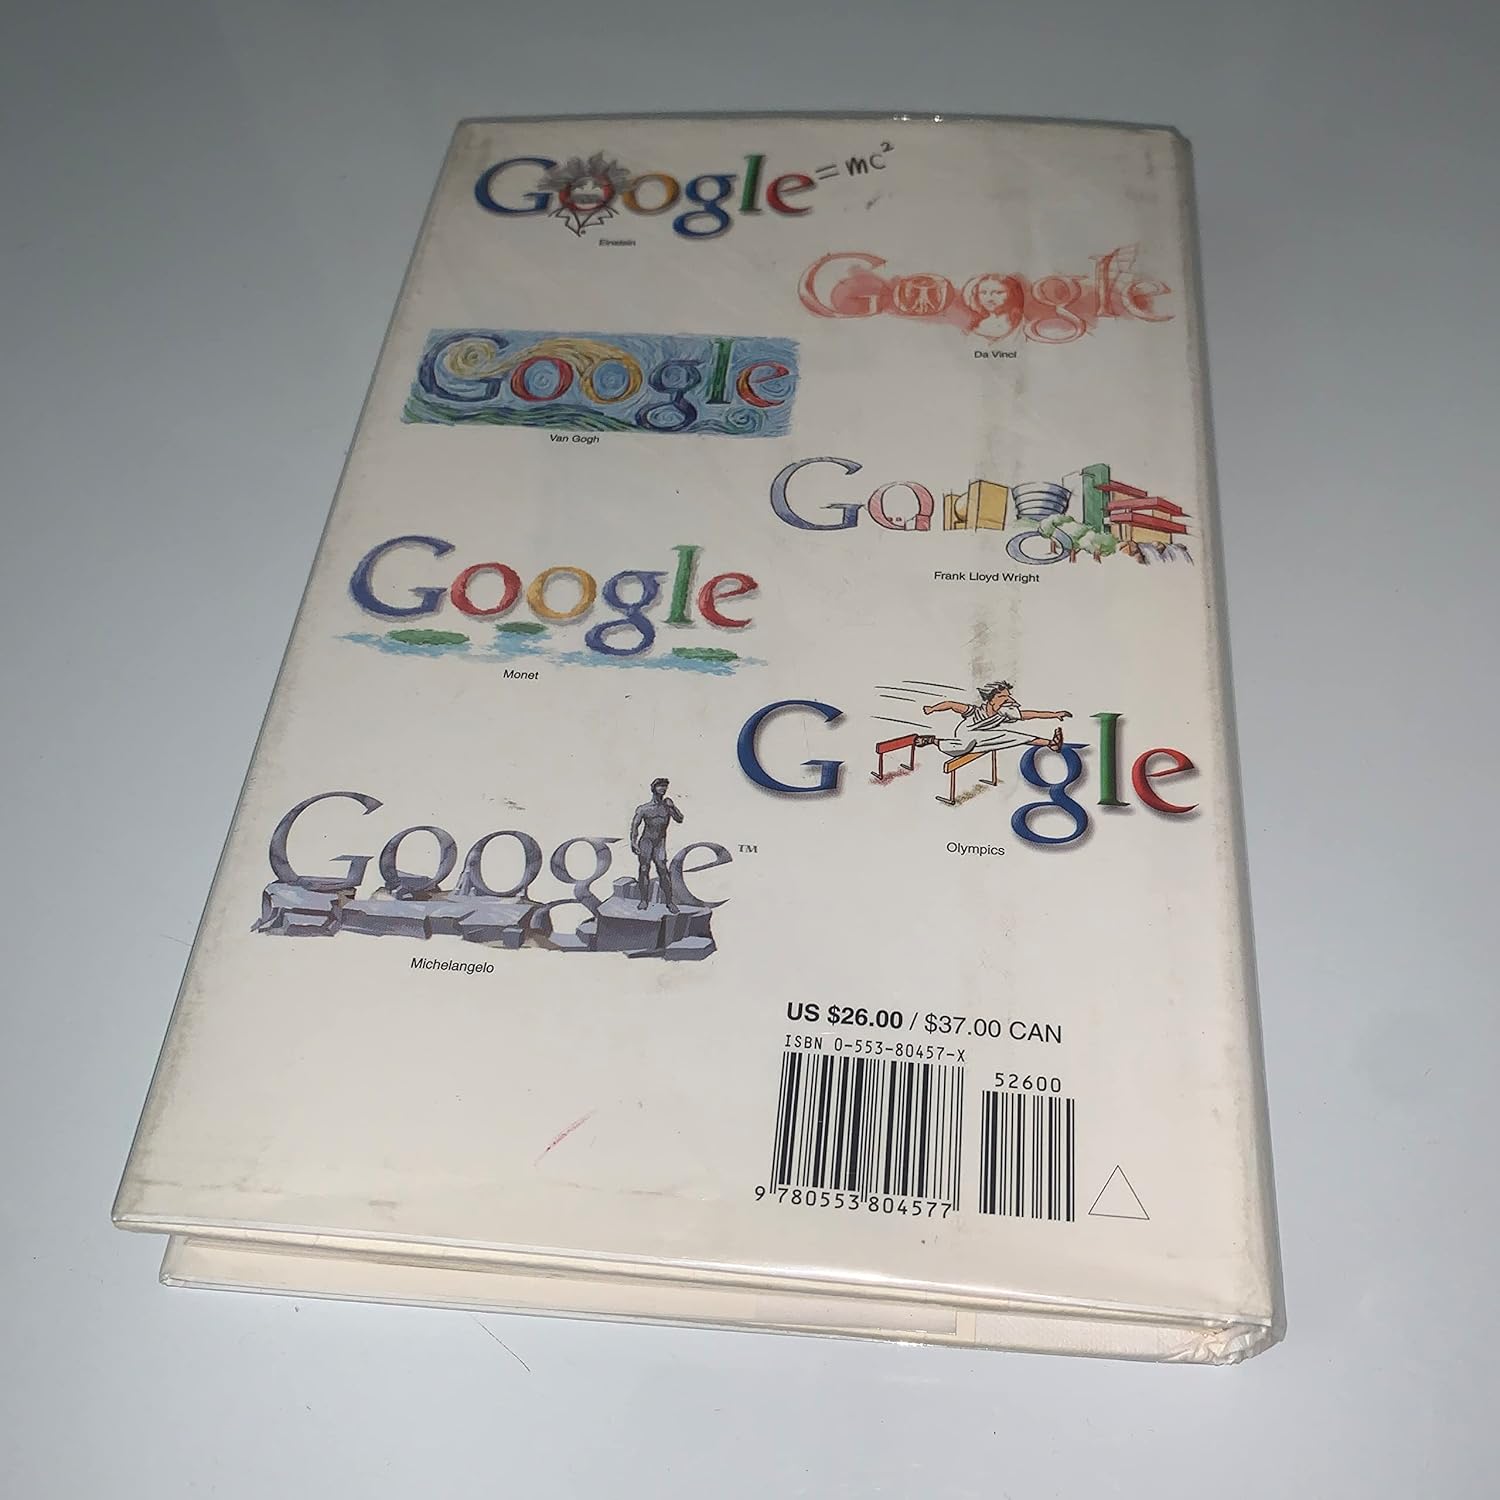 Google=mc²
Einstein
Google
Da Vinci
Google
Van Gogh
Google
Frank Lloyd Wright
Google
Monet
G gle
Olympics
Google™
Michelangelo
US $26.00 / $37.00 CAN
ISBN 0-553-80457-X
52600
9 780553 804577